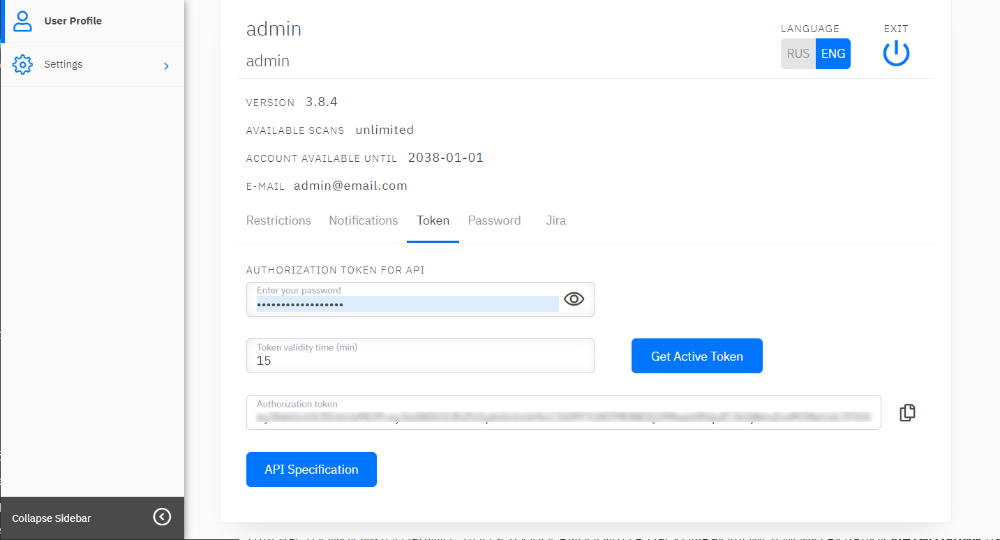 User Profile
Settings
Collapse Sidebar
admin
admin
LANGUAGE
RUS ENG
EXIT
VERSION 3.8.4
AVAILABLE SCANS unlimited
ACCOUNT AVAILABLE UNTIL 2038-01-01
E-MAIL admin@email.com
Restrictions Notifications Token Password Jira
AUTHORIZATION TOKEN FOR API
Enter your password
••••••••••••••••••
Token validity time (min)
15
Get Active Token
Authorization token
API Specification